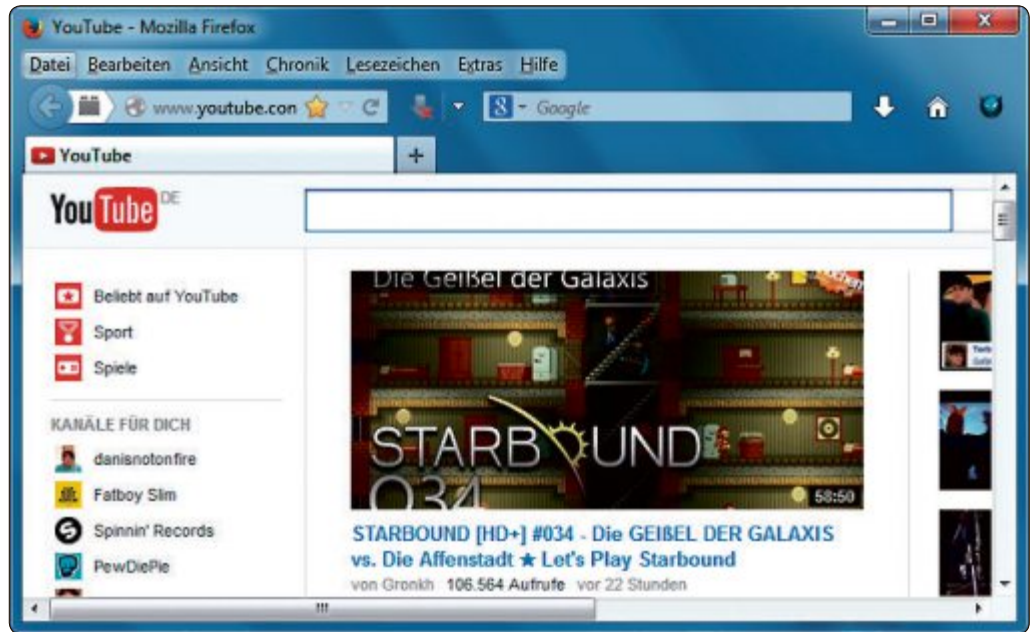 YouTube - Mozilla Firefox
Datei Bearbeiten Ansicht Chronik Lesezeichen Extras Hilfe
www.youtube.con 8 Google
YouTube +
YouTube DE
Die Geißel der Galaxis
Beliebt auf YouTube
Sport
Spiele
KANÄLE FÜR DICH
danisnotonfire
Fatboy Slim
Spinnin' Records
PewDiePie
STARBOUND
034
58:50
STARBOUND [HD+] #034 - Die GEIßEL DER GALAXIS
vs. Die Affenstadt ★ Let's Play Starbound
von Gronkh 106.564 Aufrufe vor 22 Stunden